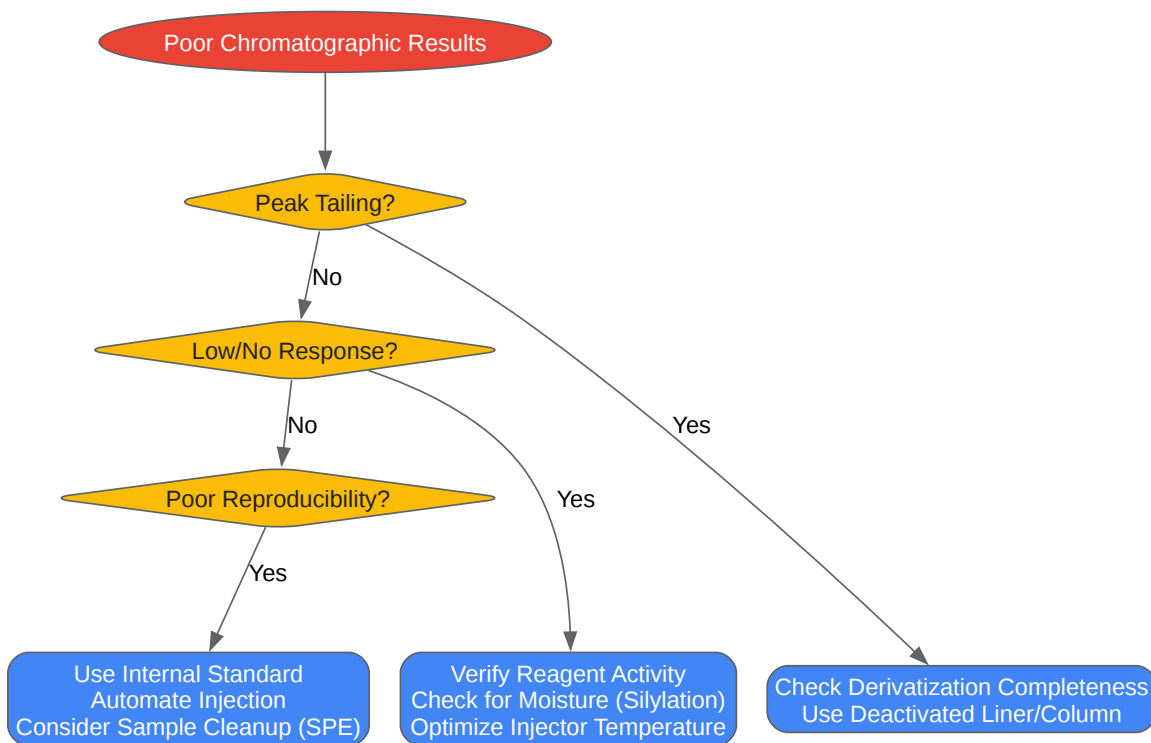 Poor Chromatographic Results
Peak Tailing?
No
Low/No Response?
No
Yes
Poor Reproducibility?
Yes
Yes
Use Internal Standard
Automate Injection
Consider Sample Cleanup (SPE)
Verify Reagent Activity
Check for Moisture (Silylation)
Optimize Injector Temperature
Check Derivatization Completeness
Use Deactivated Liner/Column